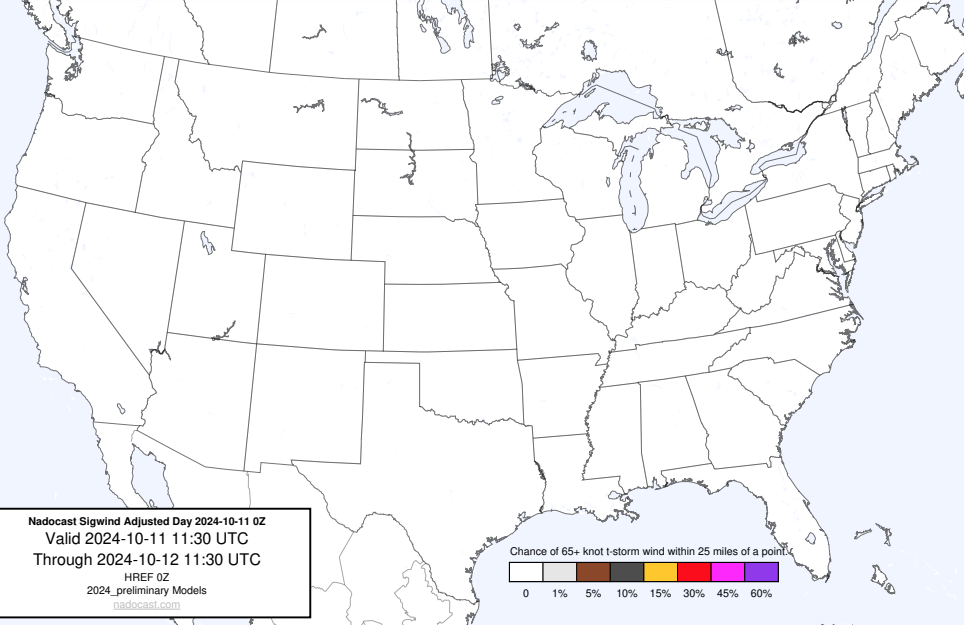 Nadocast Sigwind Adjusted Day 2024-10-11 0Z
Valid 2024-10-11 11:30 UTC
Through 2024-10-12 11:30 UTC
HREF 0Z
2024_preliminary Models
nadocast.com
Chance of 65+ knot t-storm wind within 25 miles of a point.
0 1% 5% 10% 15% 30% 45% 60%